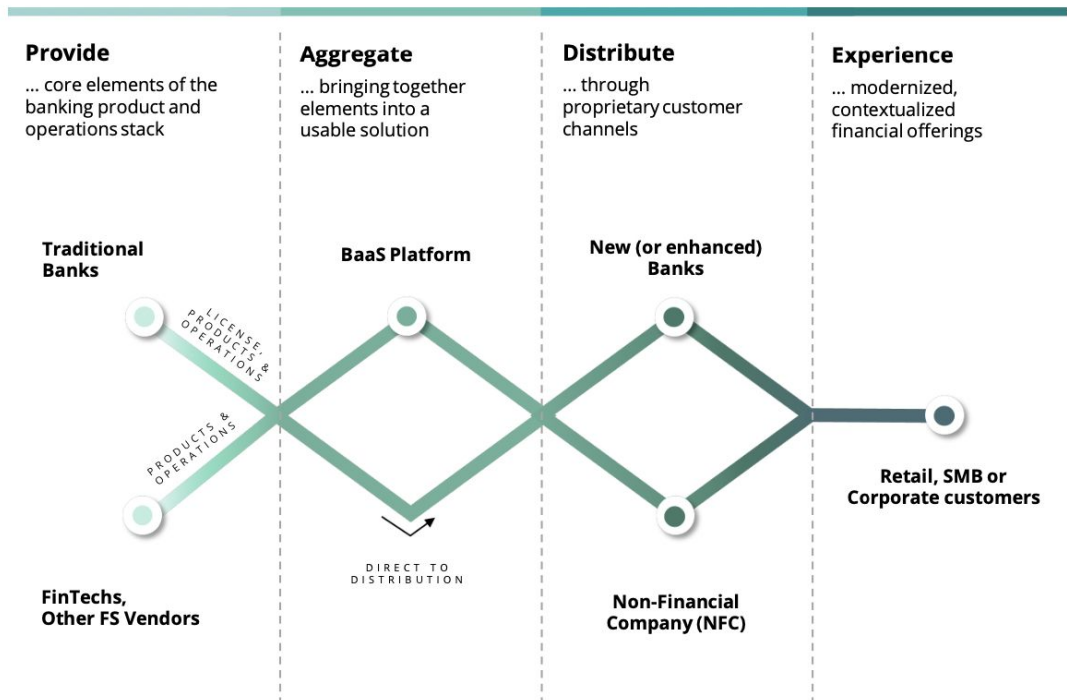 Provide
... core elements of the
banking product and
operations stack
Aggregate
... bringing together
elements into a
usable solution
Distribute
... through
proprietary customer
channels
Experience
... modernized,
contextualized
financial offerings
Traditional
Banks
LICENSE,
PRODUCTS &
OPERATIONS
PRODUCTS &
OPERATIONS
FinTechs,
Other FS Vendors
BaaS Platform
DIRECT TO
DISTRIBUTION
New (or enhanced)
Banks
Non-Financial
Company (NFC)
Retail, SMB or
Corporate customers